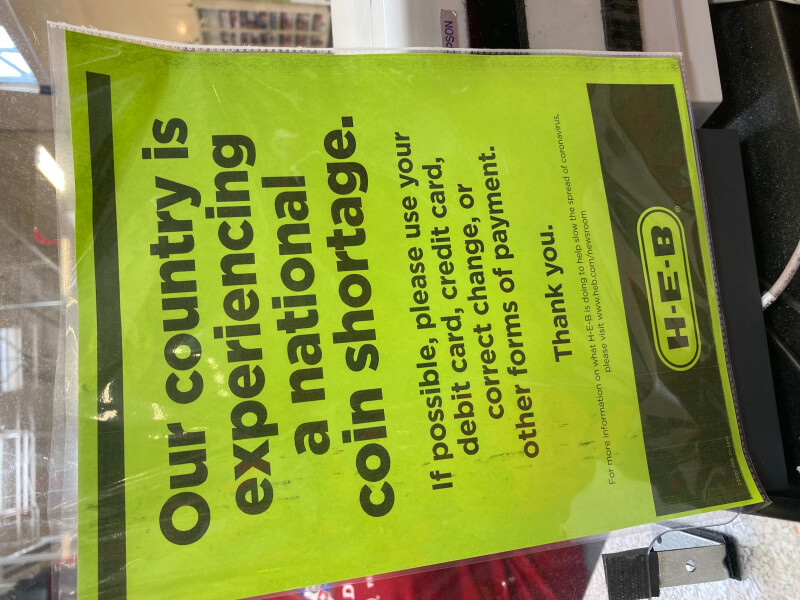 Our country is
experiencing
a national
coin shortage.
If possible, please use your
debit card, credit card,
correct change, or
other forms of payment.
Thank you.
For more information on what H-E-B is doing to help slow the spread of coronavirus,
please visit www.heb.com/newsroom
H-E-B®